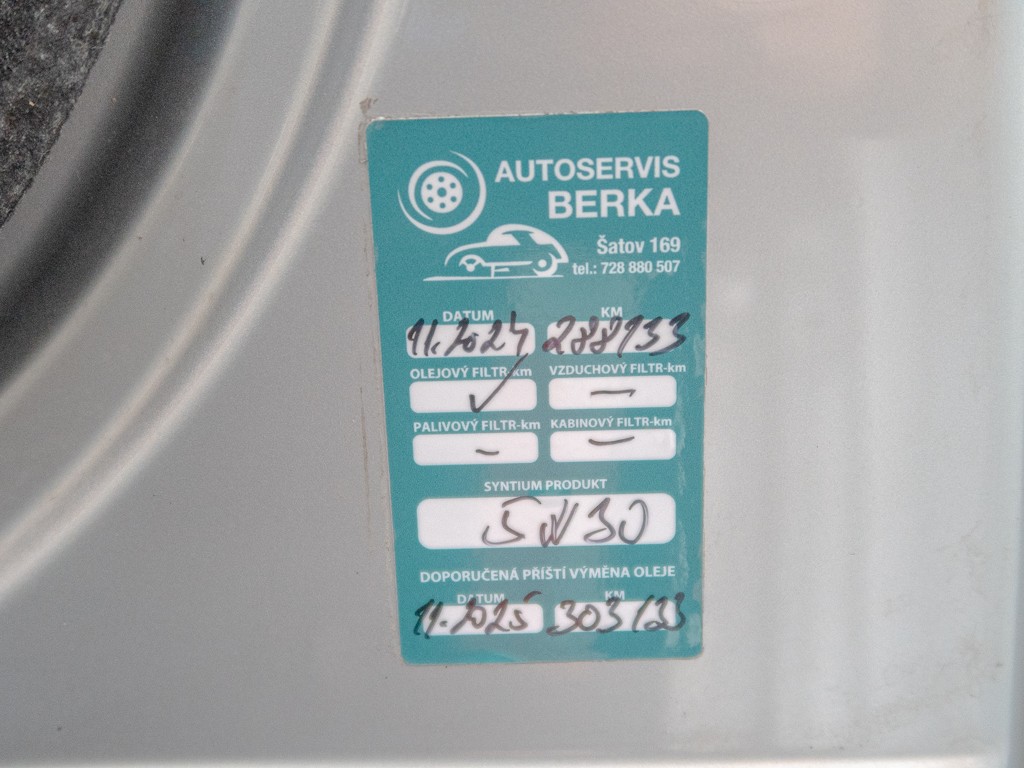 AUTOSERVIS
BERKA
Šatov 169
tel.: 728 880 507
DATUM KM
11.2024 288133
OLEJOVÝ FILTR-km VZDUCHOVÝ FILTR-km
✓ –
PALIVOVÝ FILTR-km KABINOVÝ FILTR-km
- –
SYNTIUM PRODUKT
5W30
DOPORUČENÁ PŘÍŠTÍ VÝMĚNA OLEJE
DATUM KM
11.2025 303133